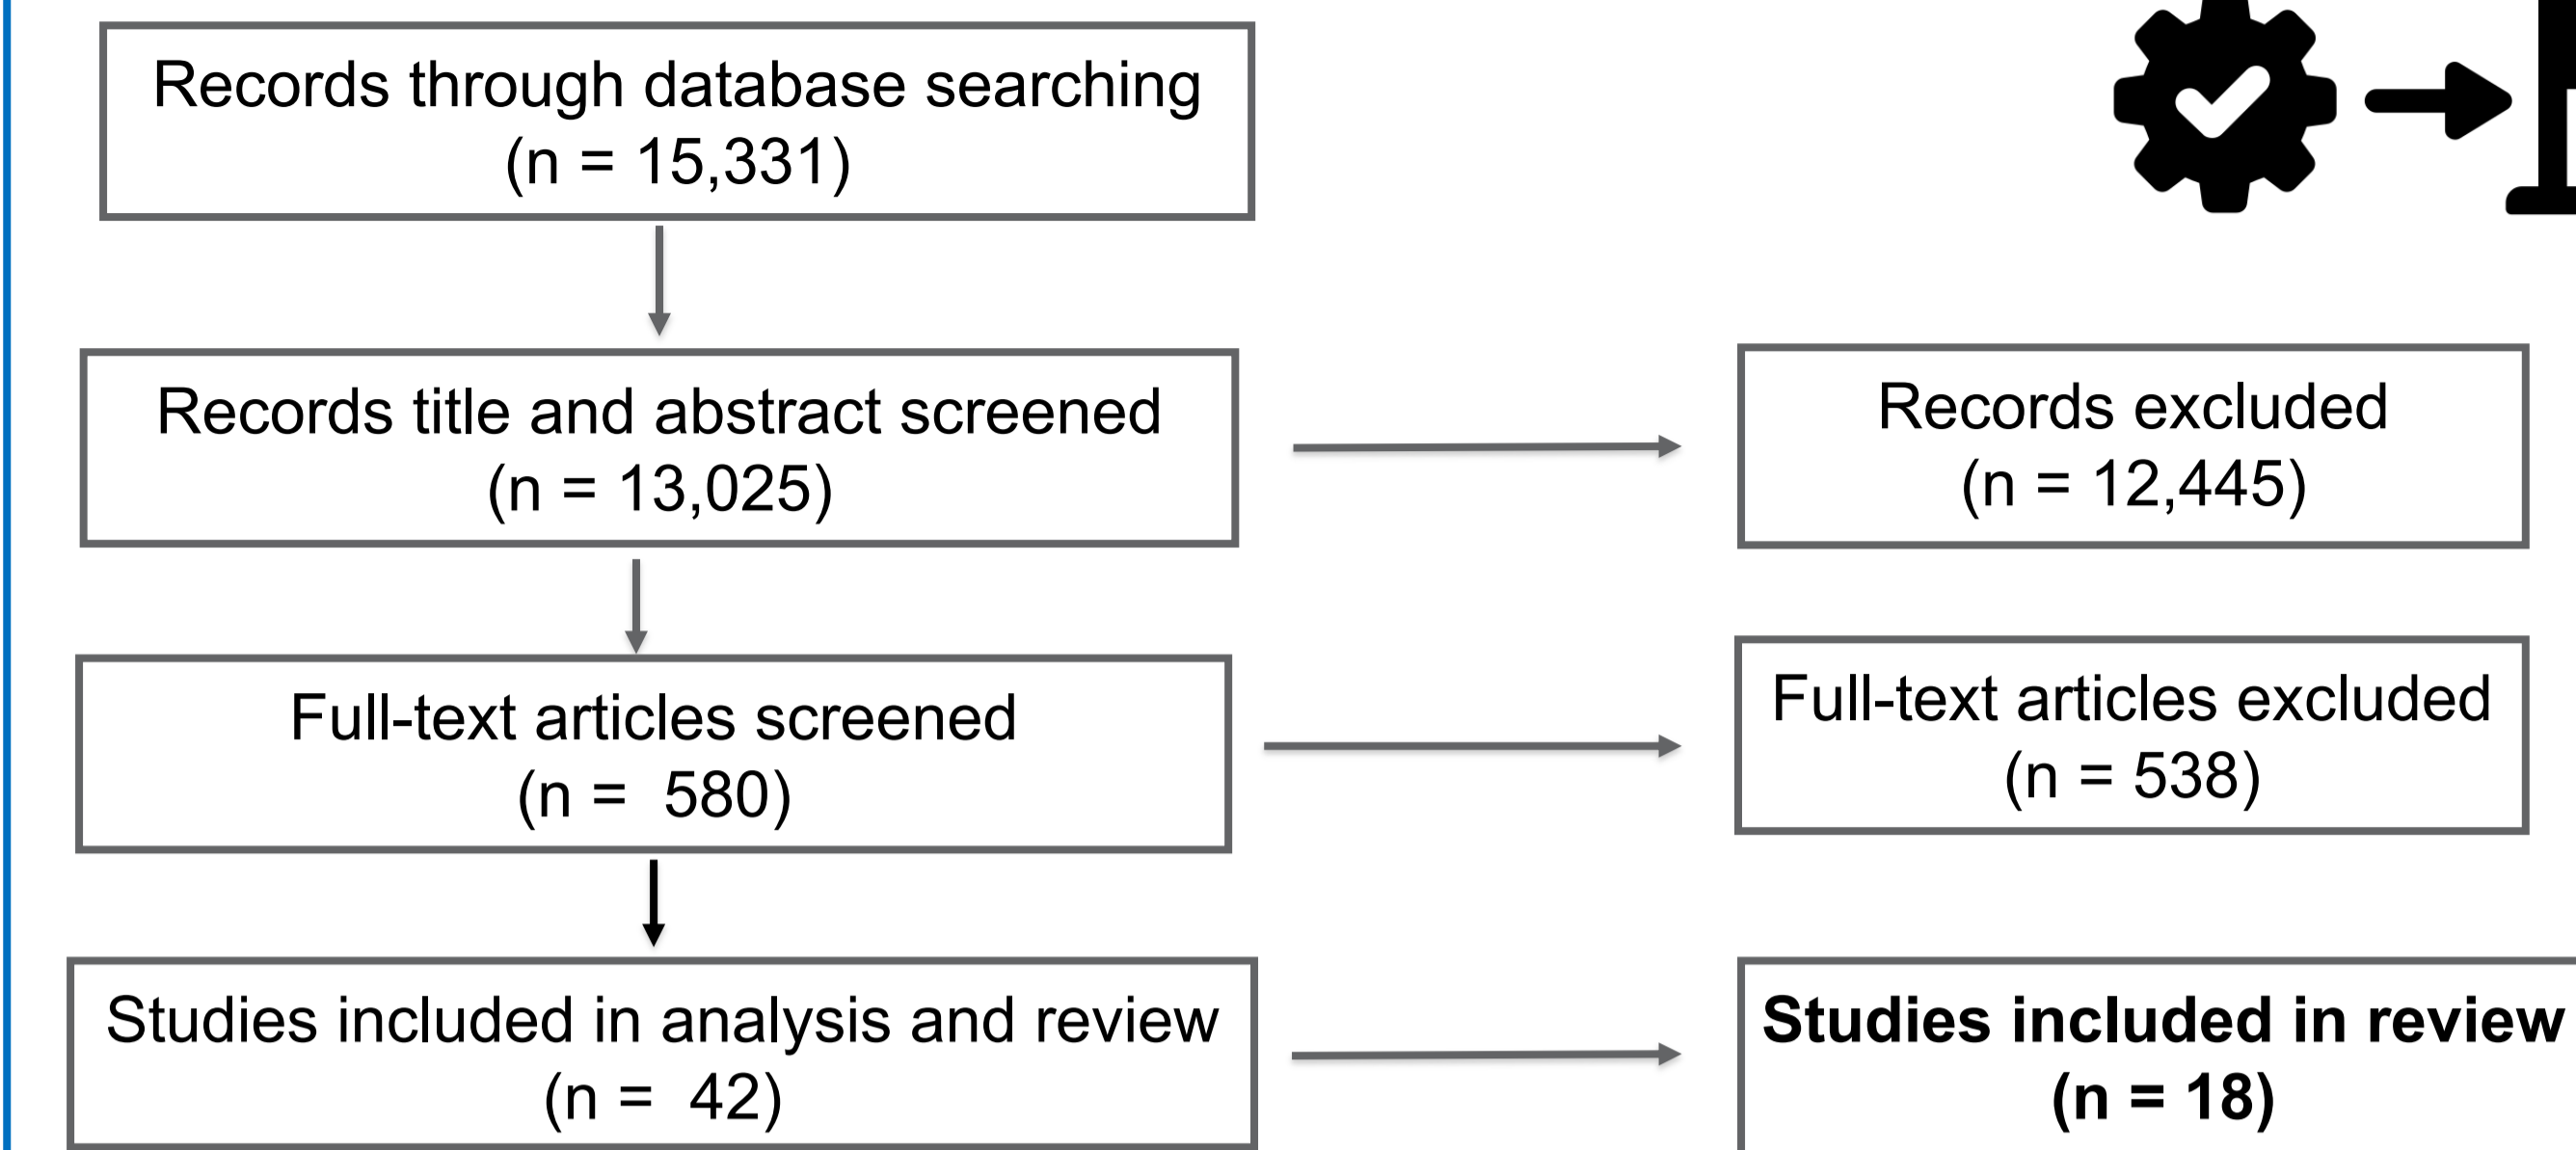 Records through database searching
(n = 15,331)
Records title and abstract screened
(n = 13,025)
Records excluded
(n = 12,445)
Full-text articles screened
(n =  580)
Full-text articles excluded
(n = 538)
Studies included in analysis and review
(n =  42)
Studies included in review
(n = 18)